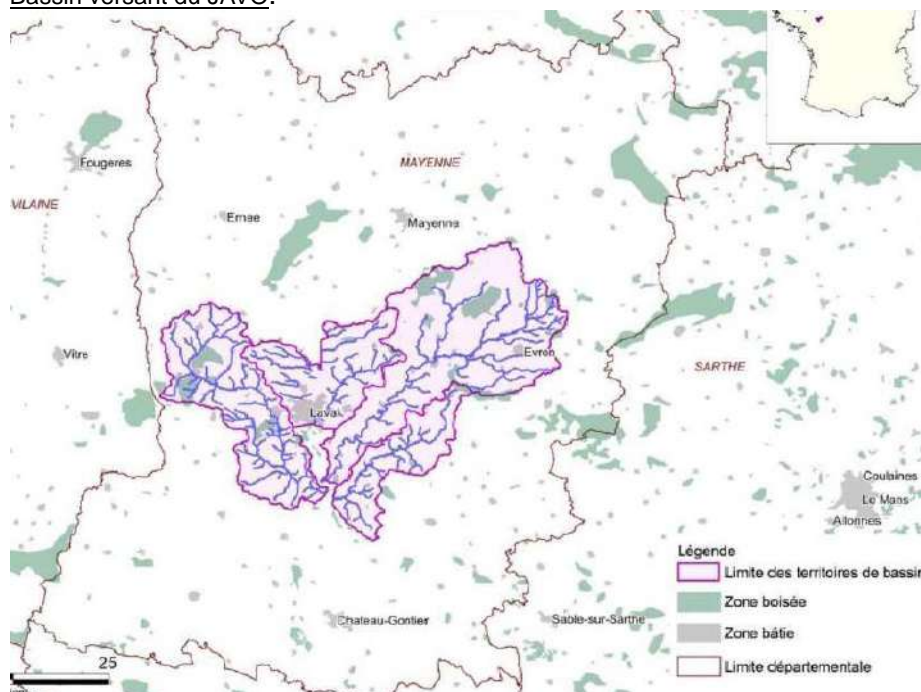 Bassin versant du JAVO:
Fougeres
MAYENNE
VILAINE
Ernee
Mayenne
Vitre
Evron
SARTHE
Laval
Coulaines
Le Mans
Allonnes
Légende
Limite des territoires de bassin
Zone boisée
Chateau-Gontier
Sable-sur-Sarthe
Zone bâtie
25
Limite départementale